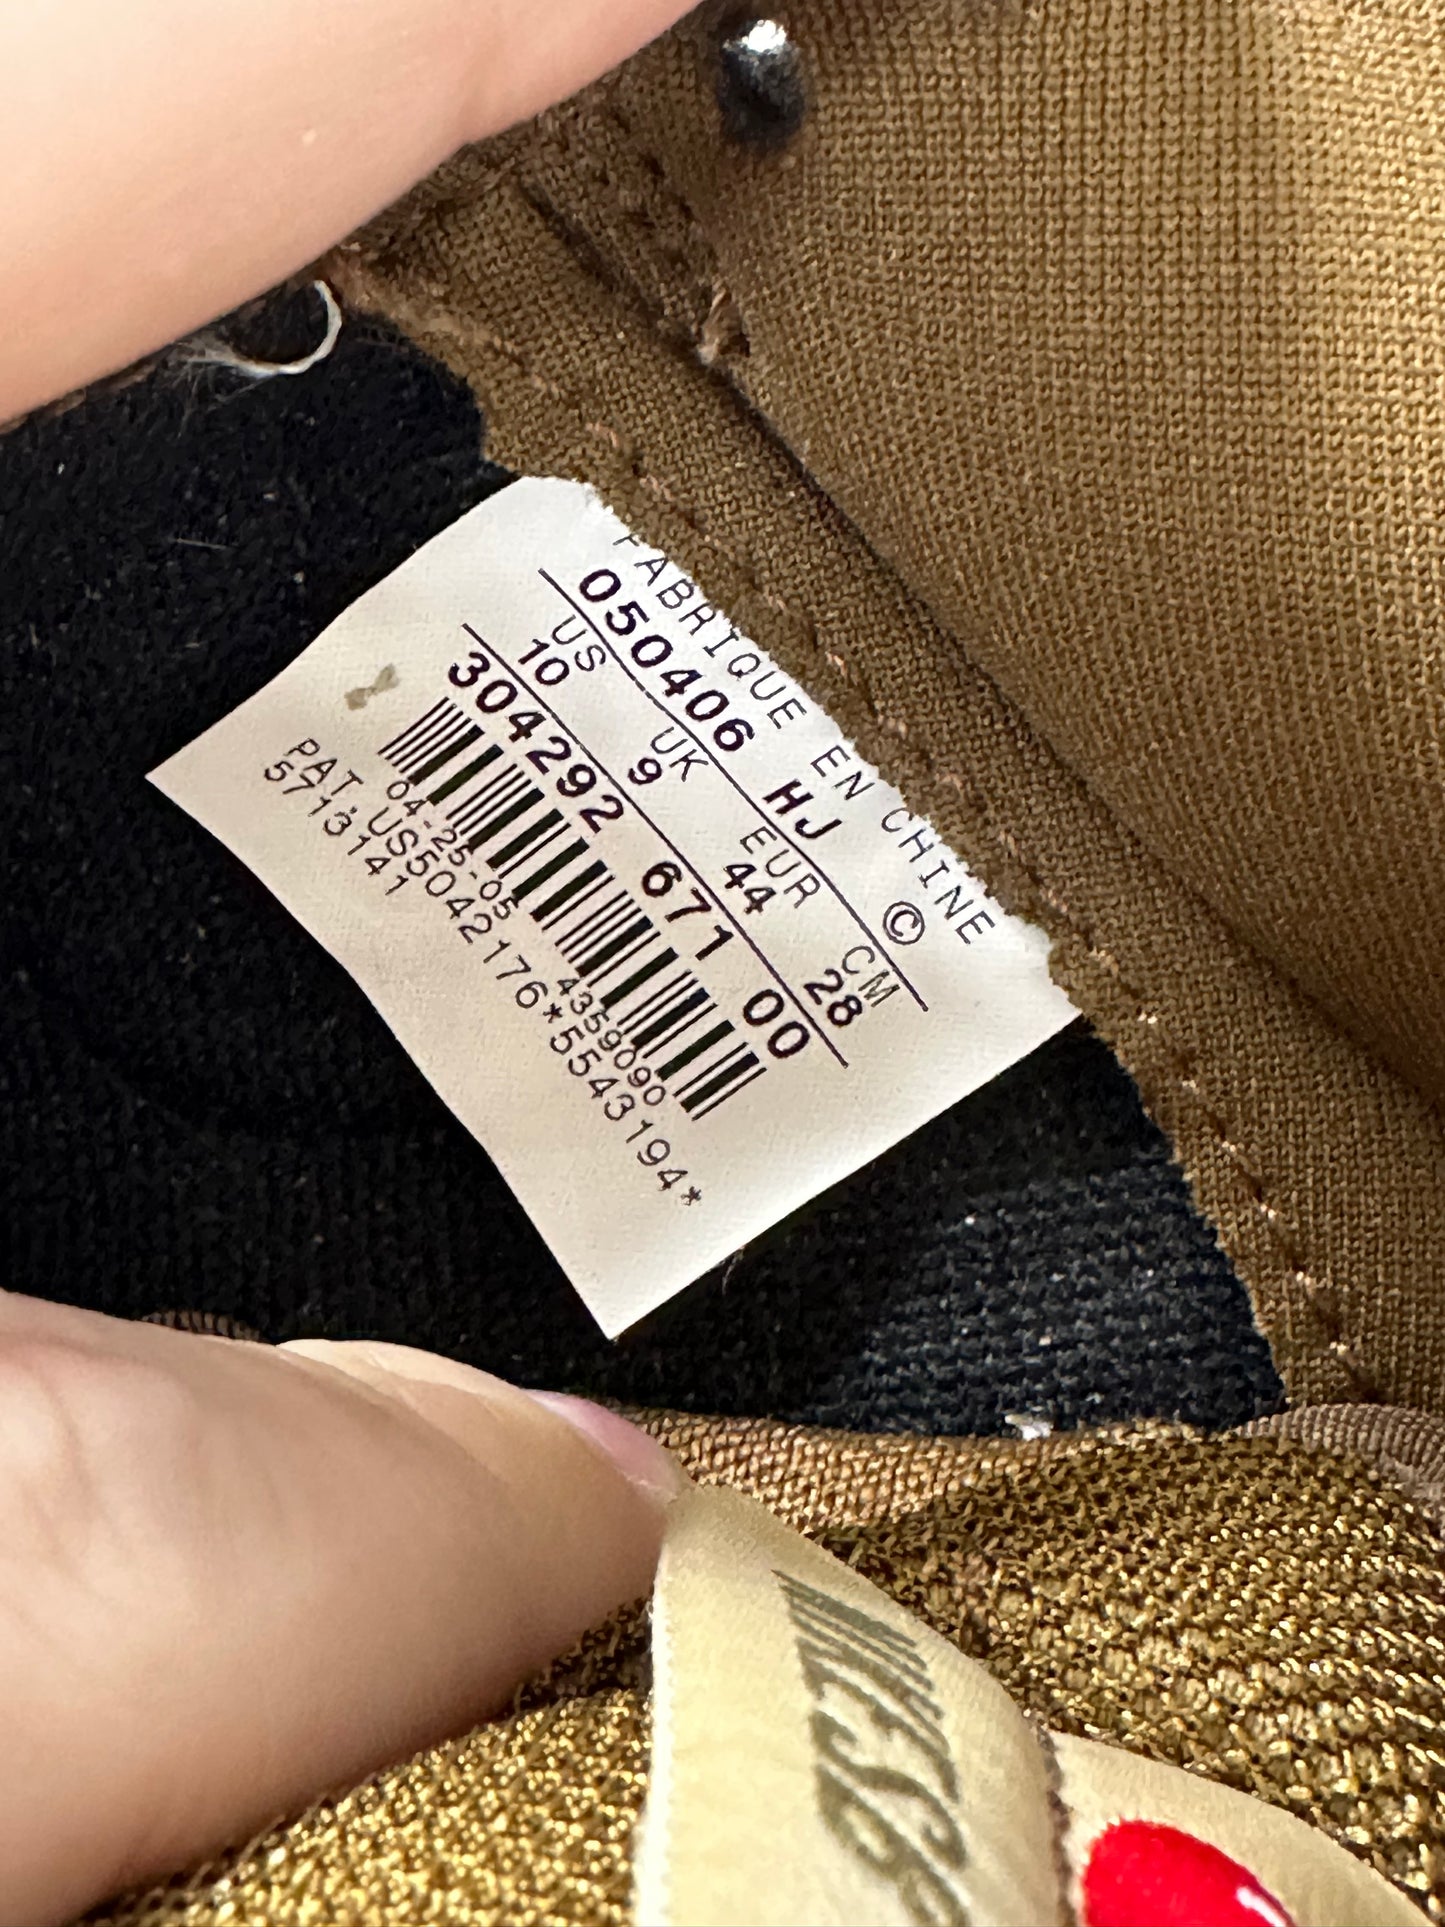 FABRIQUE EN CHINE
050406 HJ ©
US UK EUR CM
10 9 44 28
304292 671 00
04-25-05 4359090
PAT.US5042176*5543194*
5713141